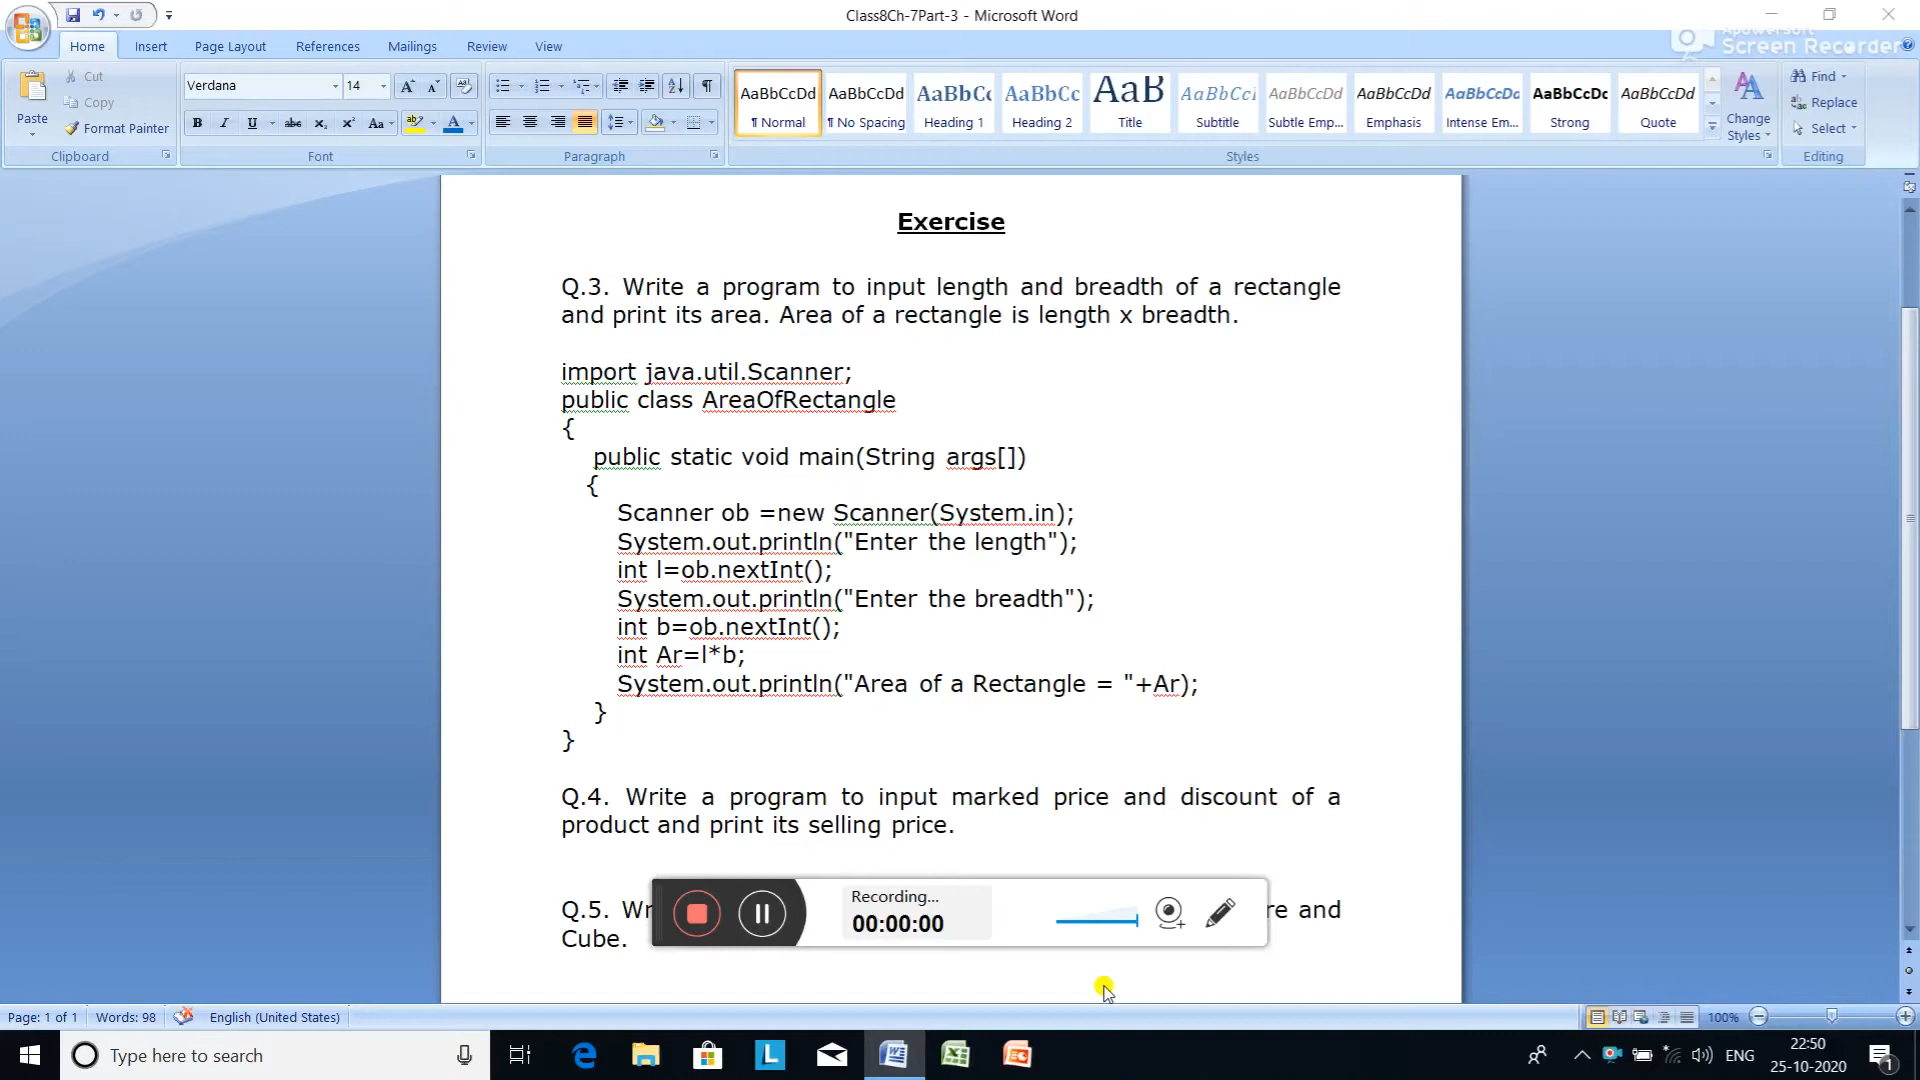 Class8Ch-7Part-3 - Microsoft Word
Screen Recorder
Home Insert Page Layout References Mailings Review View
Paste
Cut
Copy
Format Painter
Clipboard
Verdana 14
Font
Paragraph
AaBbCcDd AaBbCcDd AaBbCc AaBbCc AaB AaBbCcI AaBbCcDd AaBbCcDd AaBbCcDd AaBbCcDc AaBbCcDd
¶ Normal ¶ No Spacing Heading 1 Heading 2 Title Subtitle Subtle Emp... Emphasis Intense Em... Strong Quote
Change Styles
Styles
Find
Replace
Select
Editing
Exercise
Q.3. Write a program to input length and breadth of a rectangle
and print its area. Area of a rectangle is length x breadth.
import java.util.Scanner;
public class AreaOfRectangle
{
public static void main(String args[])
{
Scanner ob =new Scanner(System.in);
System.out.println("Enter the length");
int l=ob.nextInt();
System.out.println("Enter the breadth");
int b=ob.nextInt();
int Ar=l*b;
System.out.println("Area of a Rectangle = "+Ar);
}
}
Q.4. Write a program to input marked price and discount of a
product and print its selling price.
Q.5. and
Cube.
Recording...
00:00:00
Page: 1 of 1 Words: 98 English (United States) 100%
Type here to search
ENG
22:50
25-10-2020
1